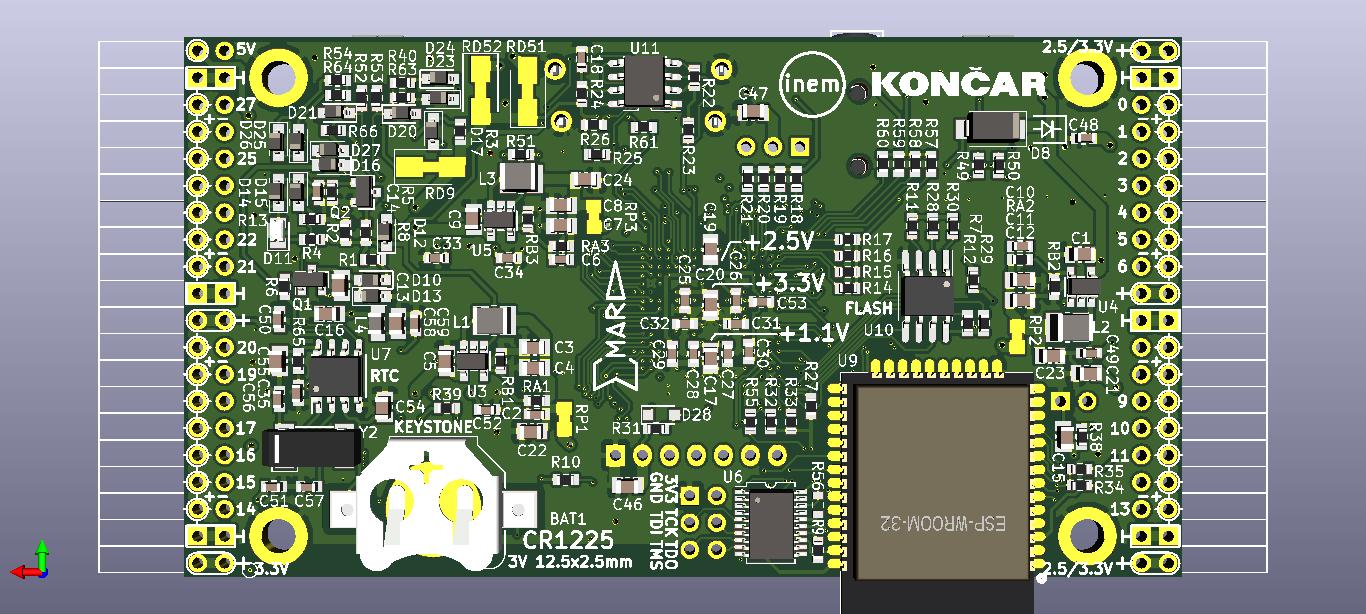 5V
27
25
22
21
20
19
17
16
15
14
3.3V
R54
R64
R52
R53
R40
R63
D24
D23
RD52
RD51
D21
R66
D20
D17
R3
D26
D25
D27
D16
RD9
R51
L3
C24
D14
D15
R13
Q2
R2
R4
R1
C14
R5
R8
D12
D11
C9
U5
RB3
C33
C34
C8
C7
RP3
RA3
C6
R6
Q1
D10
D13
C13
C50
R65
C16
L4
C58
C59
L1
U7
RTC
C55
C56
C35
C5
U3
RB1
C3
C4
RA1
C2
RP1
C22
R39
C52
C54
Y2
KEYSTONE
C51
C57
BAT1
CR1225
3V 12.5x2.5mm
R10
C46
C18
R24
U11
R22
R26
R25
R61
R23
C47
inem
KONČAR
R21
R20
R19
R18
C19
+2.5V
C25
C20
C26
+3.3V
C53
C32
C31
+1.1V
C29
C28
C17
C27
C30
MARD
R31
D28
R55
R32
R33
R27
3V3 TCK TDO
GND TDI TMS
U6
R56
R9
R60
R59
R58
R57
D8
C48
R49
R50
R11
R28
R30
R7
R12
R29
R17
R16
R15
R14
FLASH
U10
U9
C10
RA2
C11
C12
C1
RB2
U4
L2
RP2
C23
C49
C21
C15
R38
R35
R34
ESP-WROOM-32
2.5/3.3V
0
1
2
3
4
5
6
9
10
11
13
2.5/3.3V